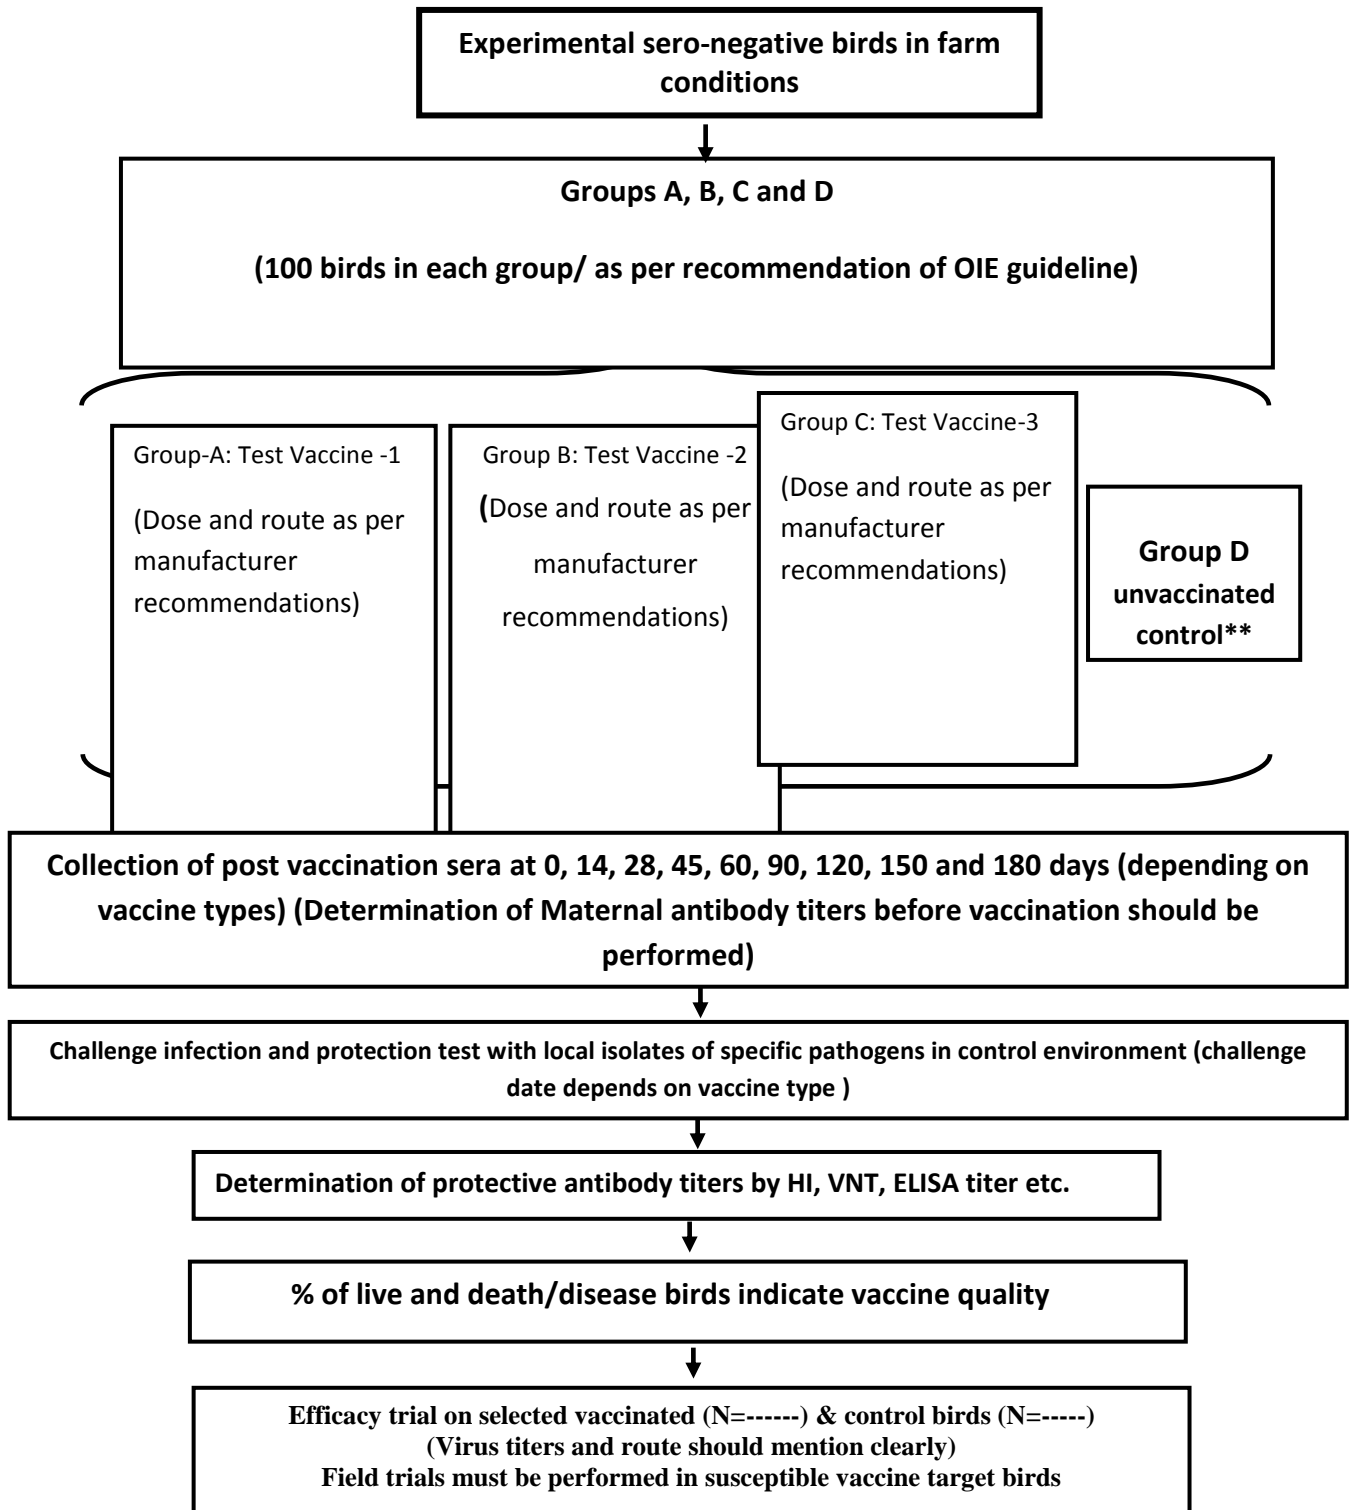 Experimental sero-negative birds in farm
conditions
Groups A, B, C and D
(100 birds in each group/ as per recommendation of OIE guideline)
Group-A: Test Vaccine -1
(Dose and route as per
manufacturer
recommendations)
Group B: Test Vaccine -2
(Dose and route as per
manufacturer
recommendations)
Group C: Test Vaccine-3
(Dose and route as per
manufacturer
recommendations)
Group D
unvaccinated
control**
Collection of post vaccination sera at 0, 14, 28, 45, 60, 90, 120, 150 and 180 days (depending on
vaccine types) (Determination of Maternal antibody titers before vaccination should be
performed)
Challenge infection and protection test with local isolates of specific pathogens in control environment (challenge
date depends on vaccine type )
Determination of protective antibody titers by HI, VNT, ELISA titer etc.
% of live and death/disease birds indicate vaccine quality
Efficacy trial on selected vaccinated (N=------) & control birds (N=-----)
(Virus titers and route should mention clearly)
Field trials must be performed in susceptible vaccine target birds